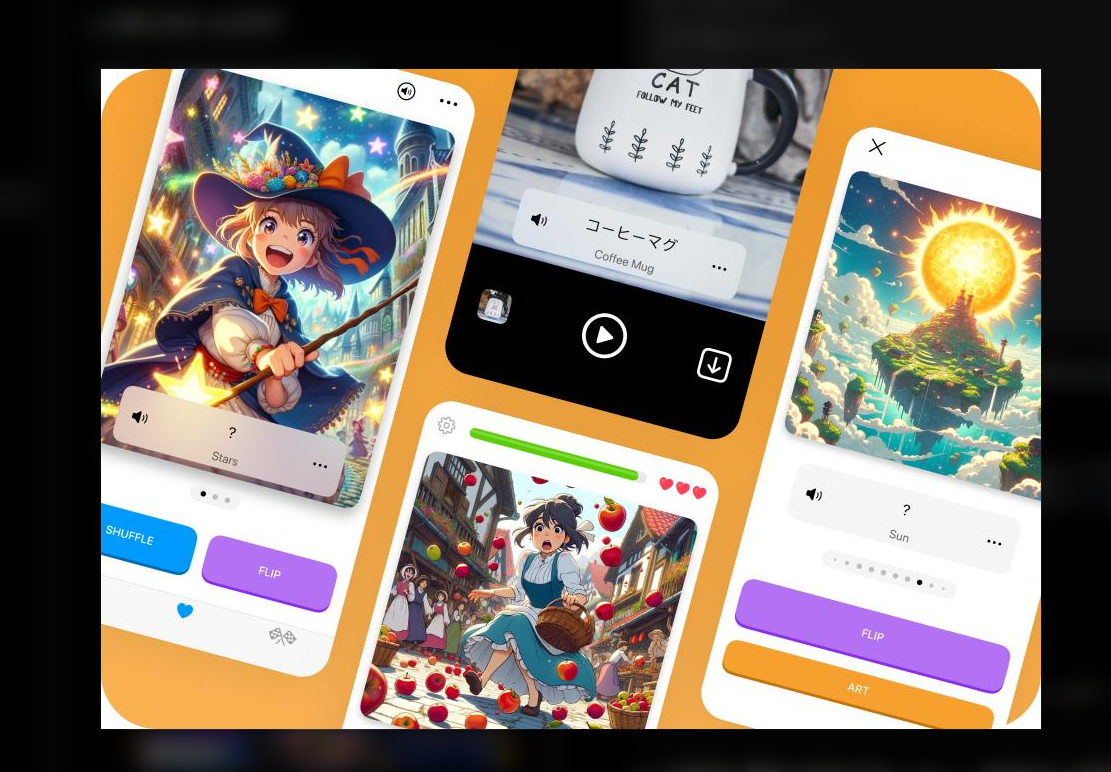 ?
Stars
SHUFFLE
FLIP
CAT
FOLLOW MY FEET
コーヒーマグ
Coffee Mug
?
Sun
FLIP
ART